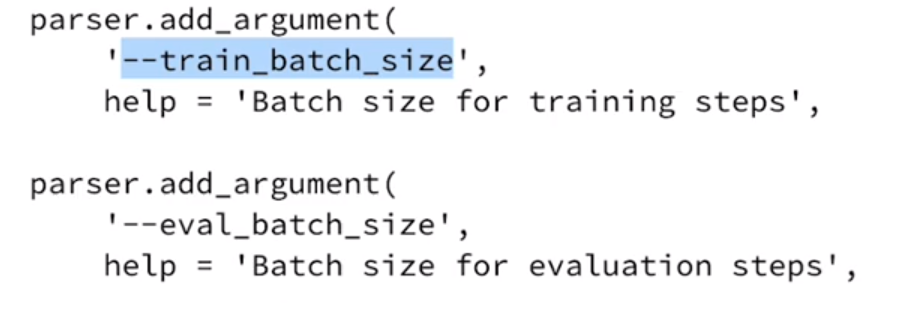 parser.add_argument(
'--train_batch_size',
help = 'Batch size for training steps',
parser.add_argument(
'--eval_batch_size',
help = 'Batch size for evaluation steps',